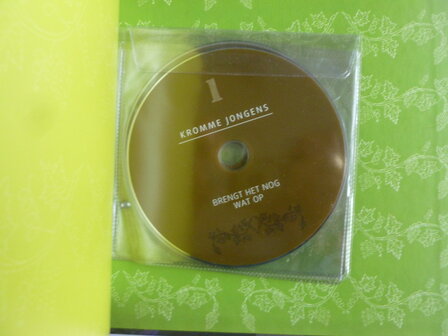 1
KROMME JONGENS
BRENGT HET NOG
WAT OP